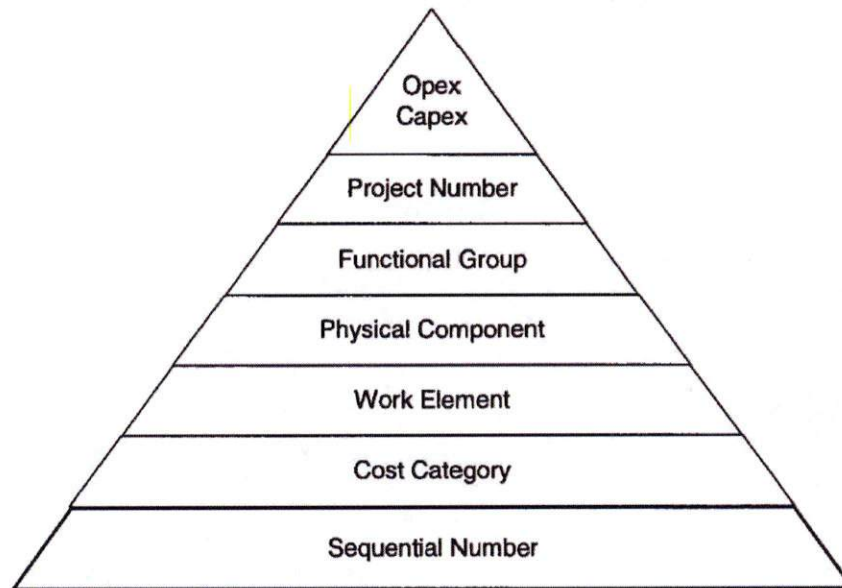 Opex
Capex
Project Number
Functional Group
Physical Component
Work Element
Cost Category
Sequential Number